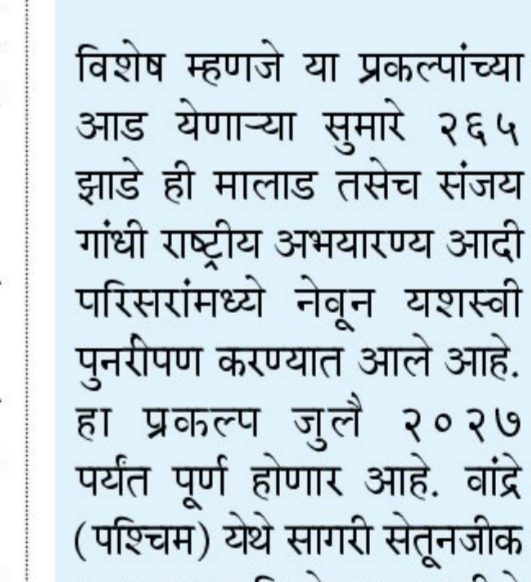 विशेष म्हणजे या प्रकल्पांच्या
आड येणाऱ्या सुमारे २६५
झाडे ही मालाड तसेच संजय
गांधी राष्ट्रीय अभयारण्य आदी
परिसरांमध्ये नेवून यशस्वी
पुनर्रोपण करण्यात आले आहे.
हा प्रकल्प जुलै २०२७
पर्यंत पूर्ण होणार आहे. वांद्रे
(पश्चिम) येथे सागरी सेतूनजीक